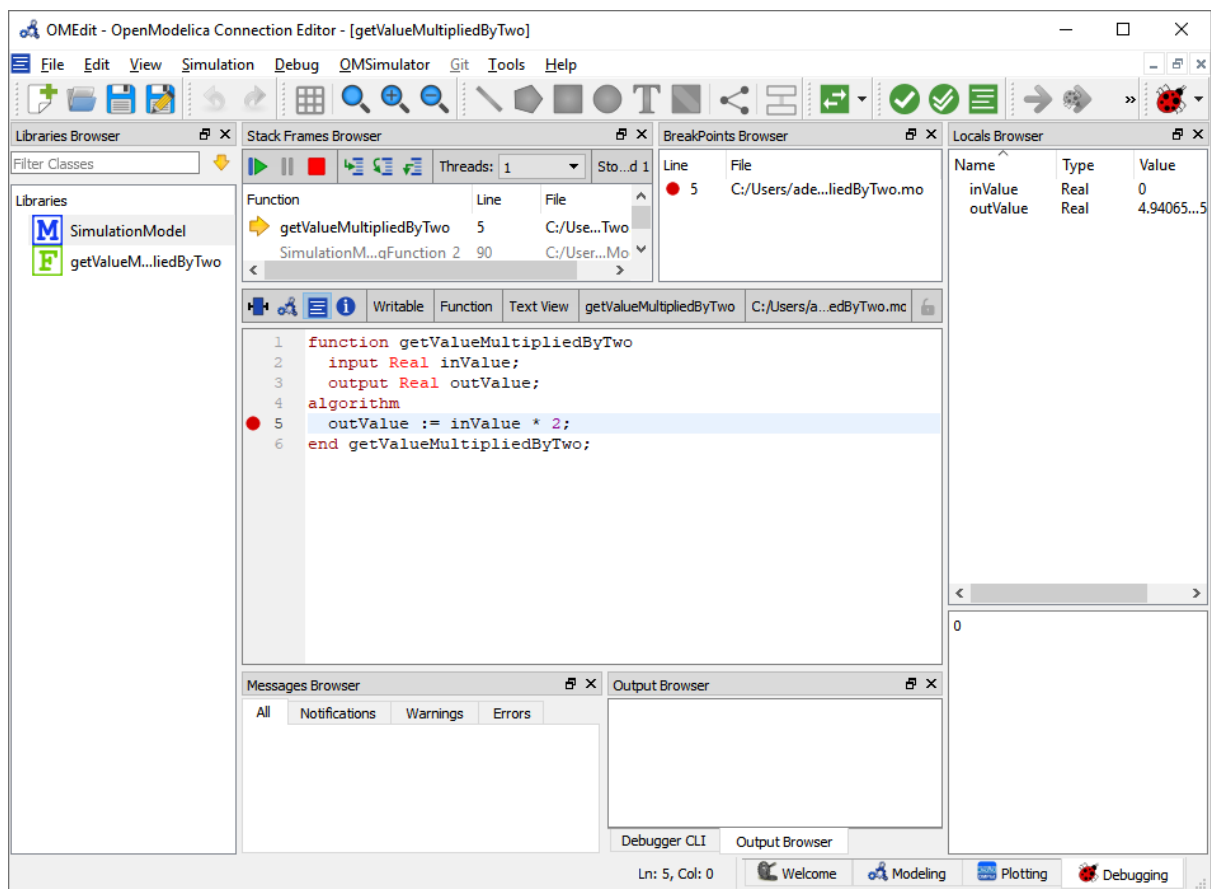 OMEdit - OpenModelica Connection Editor - [getValueMultipliedByTwo]
File Edit View Simulation Debug OMSimulator Git Tools Help
T
»
Libraries Browser
Filter Classes
Libraries
M SimulationModel
F getValueM...liedByTwo
Stack Frames Browser
Threads: 1 Sto...d 1
Function Line File
getValueMultipliedByTwo 5 C:/Use...Two
SimulationM...gFunction_2 90 C:/User...Mo
BreakPoints Browser
Line File
5 C:/Users/ade...liedByTwo.mo
Locals Browser
Name Type Value
inValue Real 0
outValue Real 4.94065...5
0
Writable Function Text View getValueMultipliedByTwo C:/Users/a...edByTwo.mo
1 function getValueMultipliedByTwo
2 input Real inValue;
3 output Real outValue;
4 algorithm
5 outValue := inValue * 2;
6 end getValueMultipliedByTwo;
Messages Browser
All Notifications Warnings Errors
Output Browser
Debugger CLI Output Browser
Ln: 5, Col: 0 Welcome Modeling Plotting Debugging